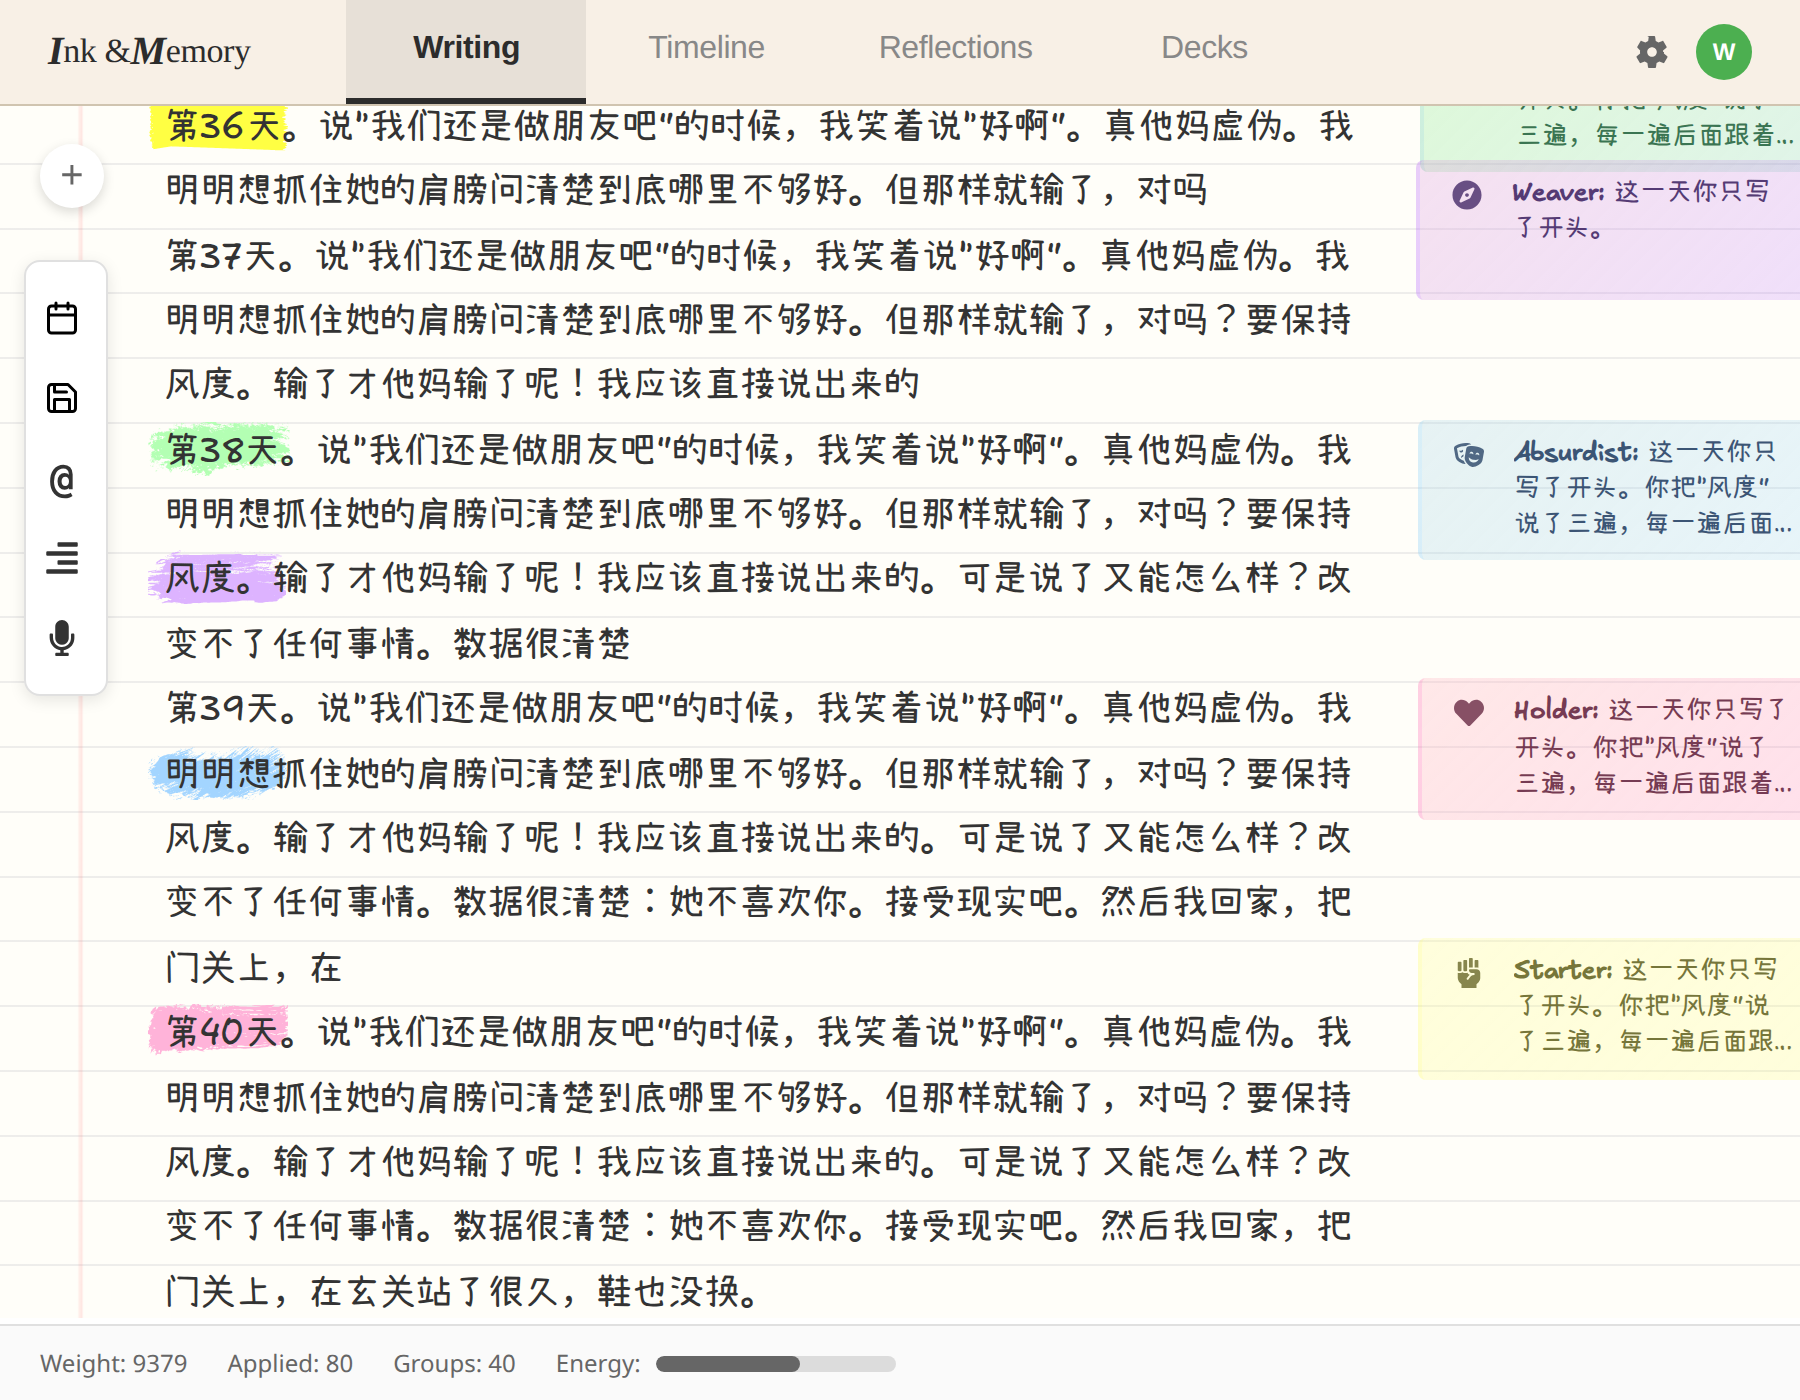 Ink & Memory
Writing
Timeline
Reflections
Decks
W
第36天。说"我们还是做朋友吧"的时候，我笑着说"好啊"。真他妈虚伪。我
明明想抓住她的肩膀问清楚到底哪里不够好。但那样就输了，对吗
第37天。说"我们还是做朋友吧"的时候，我笑着说"好啊"。真他妈虚伪。我
明明想抓住她的肩膀问清楚到底哪里不够好。但那样就输了，对吗？要保持
风度。输了才他妈输了呢！我应该直接说出来的
第38天。说"我们还是做朋友吧"的时候，我笑着说"好啊"。真他妈虚伪。我
明明想抓住她的肩膀问清楚到底哪里不够好。但那样就输了，对吗？要保持
风度。输了才他妈输了呢！我应该直接说出来的。可是说了又能怎么样？改
变不了任何事情。数据很清楚
第39天。说"我们还是做朋友吧"的时候，我笑着说"好啊"。真他妈虚伪。我
明明想抓住她的肩膀问清楚到底哪里不够好。但那样就输了，对吗？要保持
风度。输了才他妈输了呢！我应该直接说出来的。可是说了又能怎么样？改
变不了任何事情。数据很清楚：她不喜欢你。接受现实吧。然后我回家，把
门关上，在
第40天。说"我们还是做朋友吧"的时候，我笑着说"好啊"。真他妈虚伪。我
明明想抓住她的肩膀问清楚到底哪里不够好。但那样就输了，对吗？要保持
风度。输了才他妈输了呢！我应该直接说出来的。可是说了又能怎么样？改
变不了任何事情。数据很清楚：她不喜欢你。接受现实吧。然后我回家，把
门关上，在玄关站了很久，鞋也没换。
三遍，每一遍后面跟着...
Weaver: 这一天你只写
了开头。
Absurdist: 这一天你只
写了开头。你把"风度"
说了三遍，每一遍后面...
Holder: 这一天你只写了
开头。你把"风度"说了
三遍，每一遍后面跟着...
Starter: 这一天你只写
了开头。你把"风度"说
了三遍，每一遍后面跟...
Weight: 9379
Applied: 80
Groups: 40
Energy: